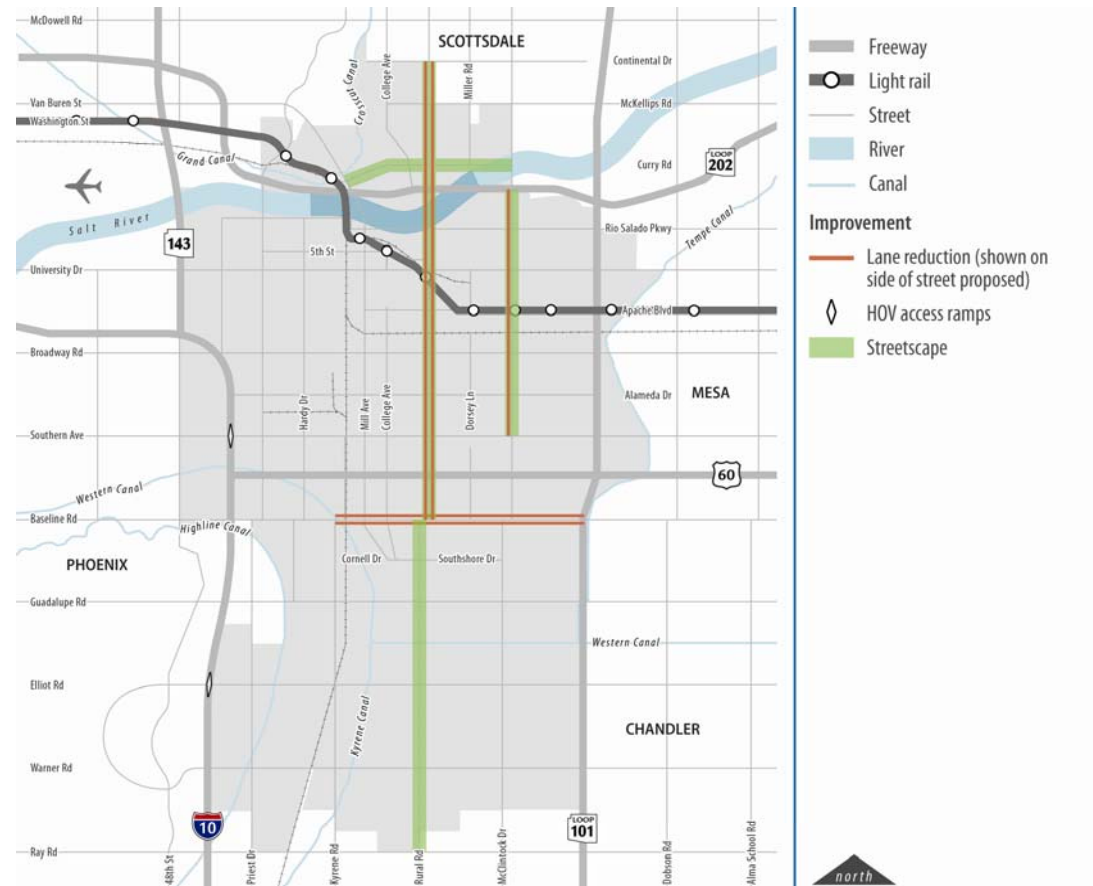 McDowell Rd
SCOTTSDALE
Crosscut Canal
College Ave
Miller Rd
Continental Dr
Van Buren St
McKellips Rd
Washington St
Grand Canal
Curry Rd
LOOP
202
Salt River
143
Rio Salado Pkwy
Tempe Canal
5th St
University Dr
Apache Blvd
Broadway Rd
Hardy Dr
Mill Ave
College Ave
Dorsey Ln
Alameda Dr
MESA
Southern Ave
60
Western Canal
Baseline Rd
Highline Canal
PHOENIX
Cornell Dr
Southshore Dr
Guadalupe Rd
Western Canal
Elliot Rd
Kyrene Canal
CHANDLER
Warner Rd
10
LOOP
101
Ray Rd
48th St
Priest Dr
Kyrene Rd
Rural Rd
McClintock Dr
Dobson Rd
Alma School Rd
Freeway
Light rail
Street
River
Canal
Improvement
Lane reduction (shown on
side of street proposed)
HOV access ramps
Streetscape
north